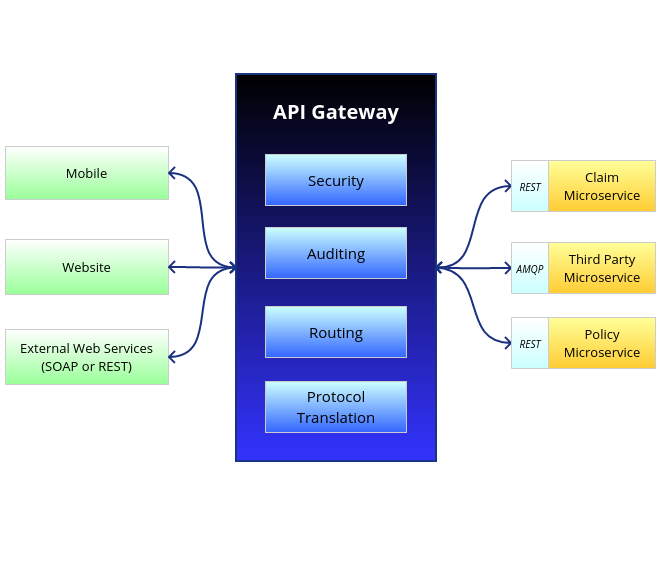 API Gateway
Mobile
Website
External Web Services
(SOAP or REST)
Security
Auditing
Routing
Protocol
Translation
REST
Claim
Microservice
AMQP
Third Party
Microservice
REST
Policy
Microservice